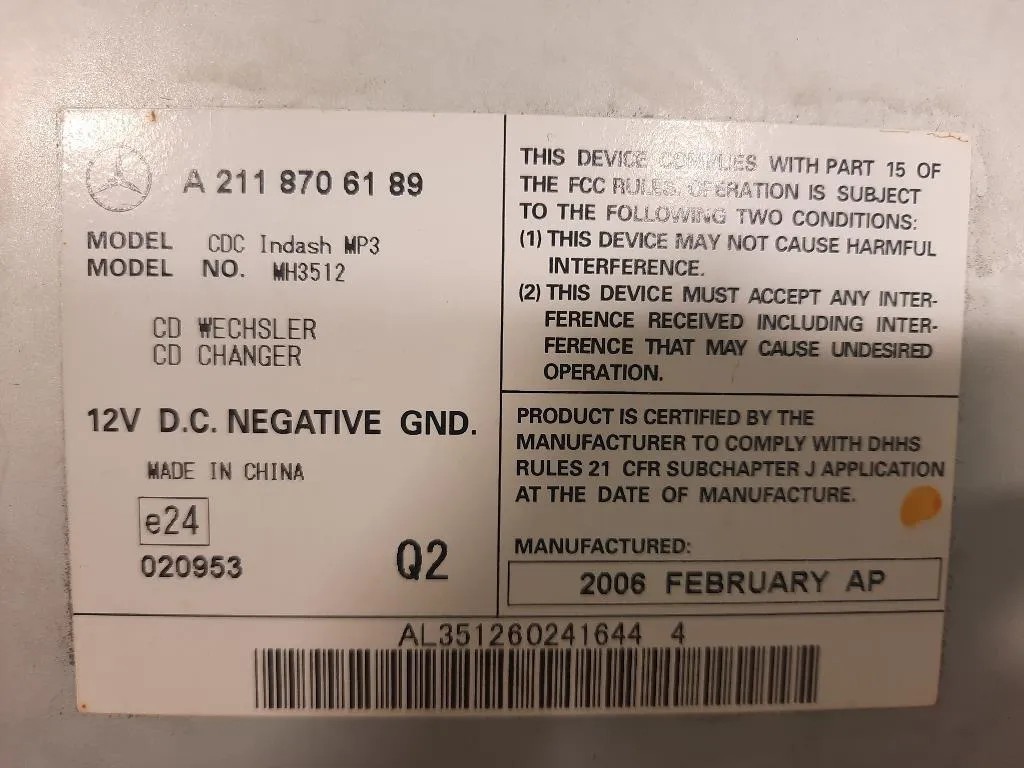 A 211 870 61 89
MODEL CDC Indash MP3
MODEL NO. MH3512
CD WECHSLER
CD CHANGER
12V D.C. NEGATIVE GND.
MADE IN CHINA
e24
020953
Q2
THIS DEVICE COMPLIES WITH PART 15 OF
THE FCC RULES. OPERATION IS SUBJECT
TO THE FOLLOWING TWO CONDITIONS:
(1) THIS DEVICE MAY NOT CAUSE HARMFUL
INTERFERENCE.
(2) THIS DEVICE MUST ACCEPT ANY INTER-
FERENCE RECEIVED INCLUDING INTER-
FERENCE THAT MAY CAUSE UNDESIRED
OPERATION.
PRODUCT IS CERTIFIED BY THE
MANUFACTURER TO COMPLY WITH DHHS
RULES 21 CFR SUBCHAPTER J APPLICATION
AT THE DATE OF MANUFACTURE.
MANUFACTURED:
2006 FEBRUARY AP
AL351260241644 4